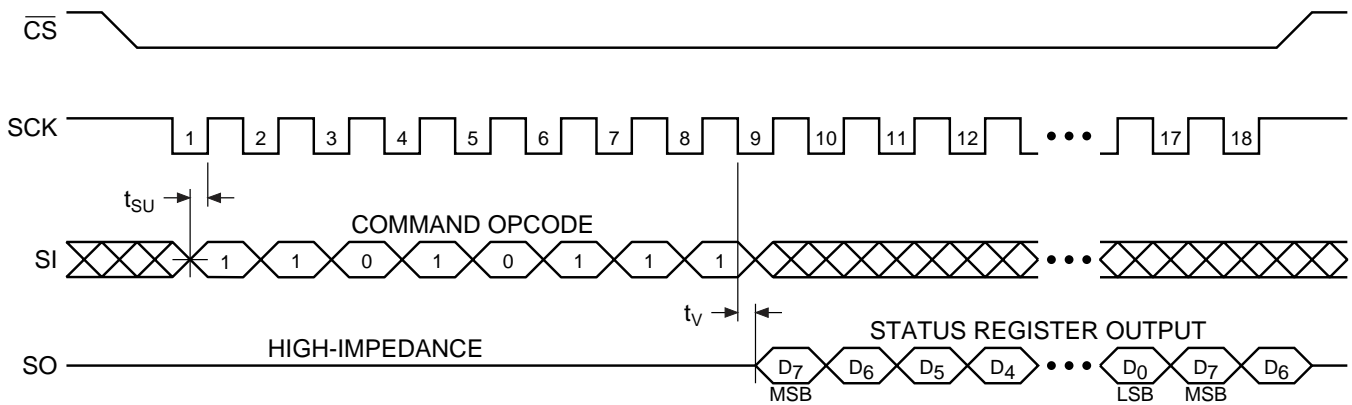 CS
SCK 1 2 3 4 5 6 7 8 9 10 11 12 ••• 17 18
tSU
COMMAND OPCODE
SI 1 1 0 1 0 1 1 1 •••
tV
STATUS REGISTER OUTPUT
HIGH-IMPEDANCE
SO D7 D6 D5 D4 ••• D0 D7 D6
MSB LSB MSB